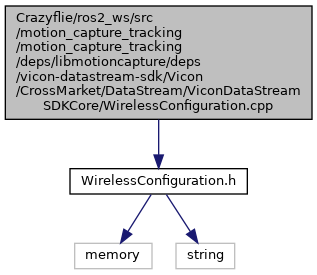 Crazyflie/ros2_ws/src
/motion_capture_tracking
/motion_capture_tracking
/deps/libmotioncapture/deps
/vicon-datastream-sdk/Vicon
/CrossMarket/DataStream/ViconDataStream
SDKCore/WirelessConfiguration.cpp
WirelessConfiguration.h
memory
string